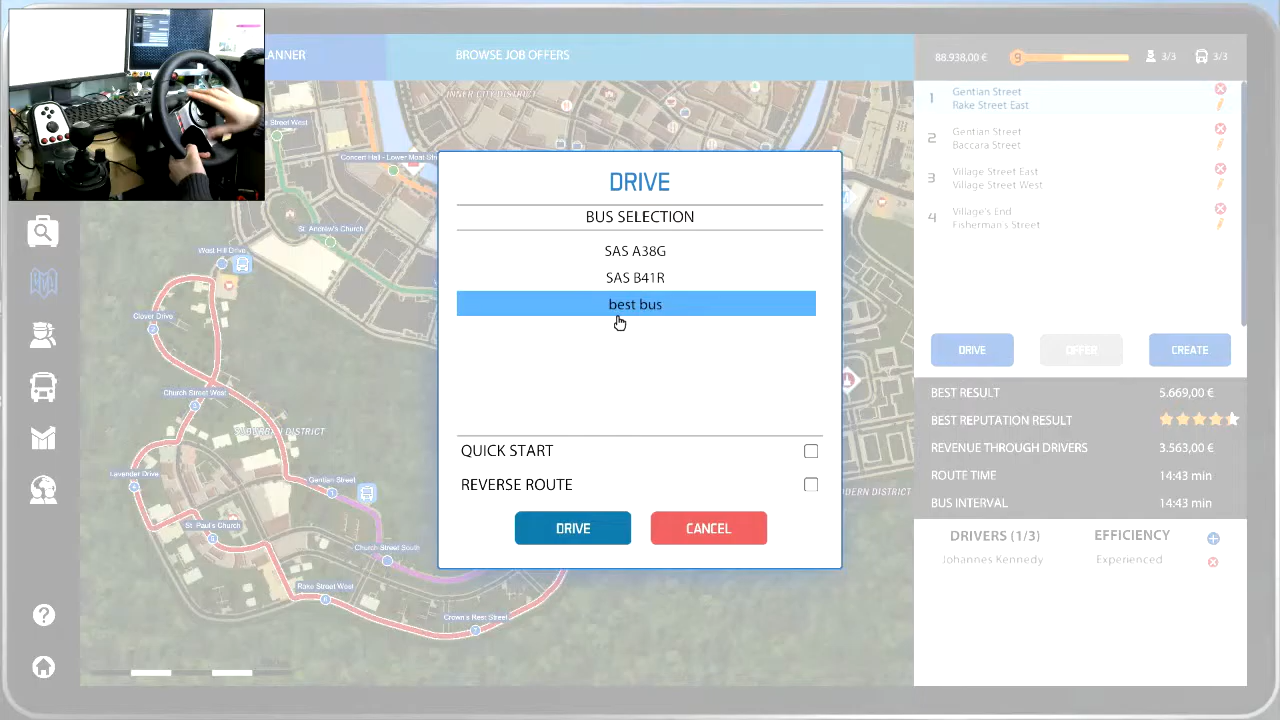 ANNER
BROWSE JOB OFFERS
88.938,00 €
9
3/3
3/3
1
Gentian Street
Rake Street East
2
Gentian Street
Baccara Street
3
Village Street East
Village Street West
4
Village's End
Fisherman's Street
DRIVE
OFFER
CREATE
BEST RESULT 5.669,00 €
BEST REPUTATION RESULT
REVENUE THROUGH DRIVERS 3.563,00 €
ROUTE TIME 14:43 min
BUS INTERVAL 14:43 min
DRIVERS (1/3) EFFICIENCY
Johannes Kennedy Experienced
DRIVE
BUS SELECTION
SAS A38G
SAS B41R
best bus
QUICK START
REVERSE ROUTE
DRIVE
CANCEL
INNER CITY DISTRICT
Street West
Concert Hall - Lower Moat Str
St. Andrew's Church
West Hill Drive
Clover Drive
Church Street West
SUBURBAN DISTRICT
Lavender Drive
Gentian Street
St. Paul's Church
Church Street South
Rake Street West
Crown's Rest Street
DERN DISTRICT